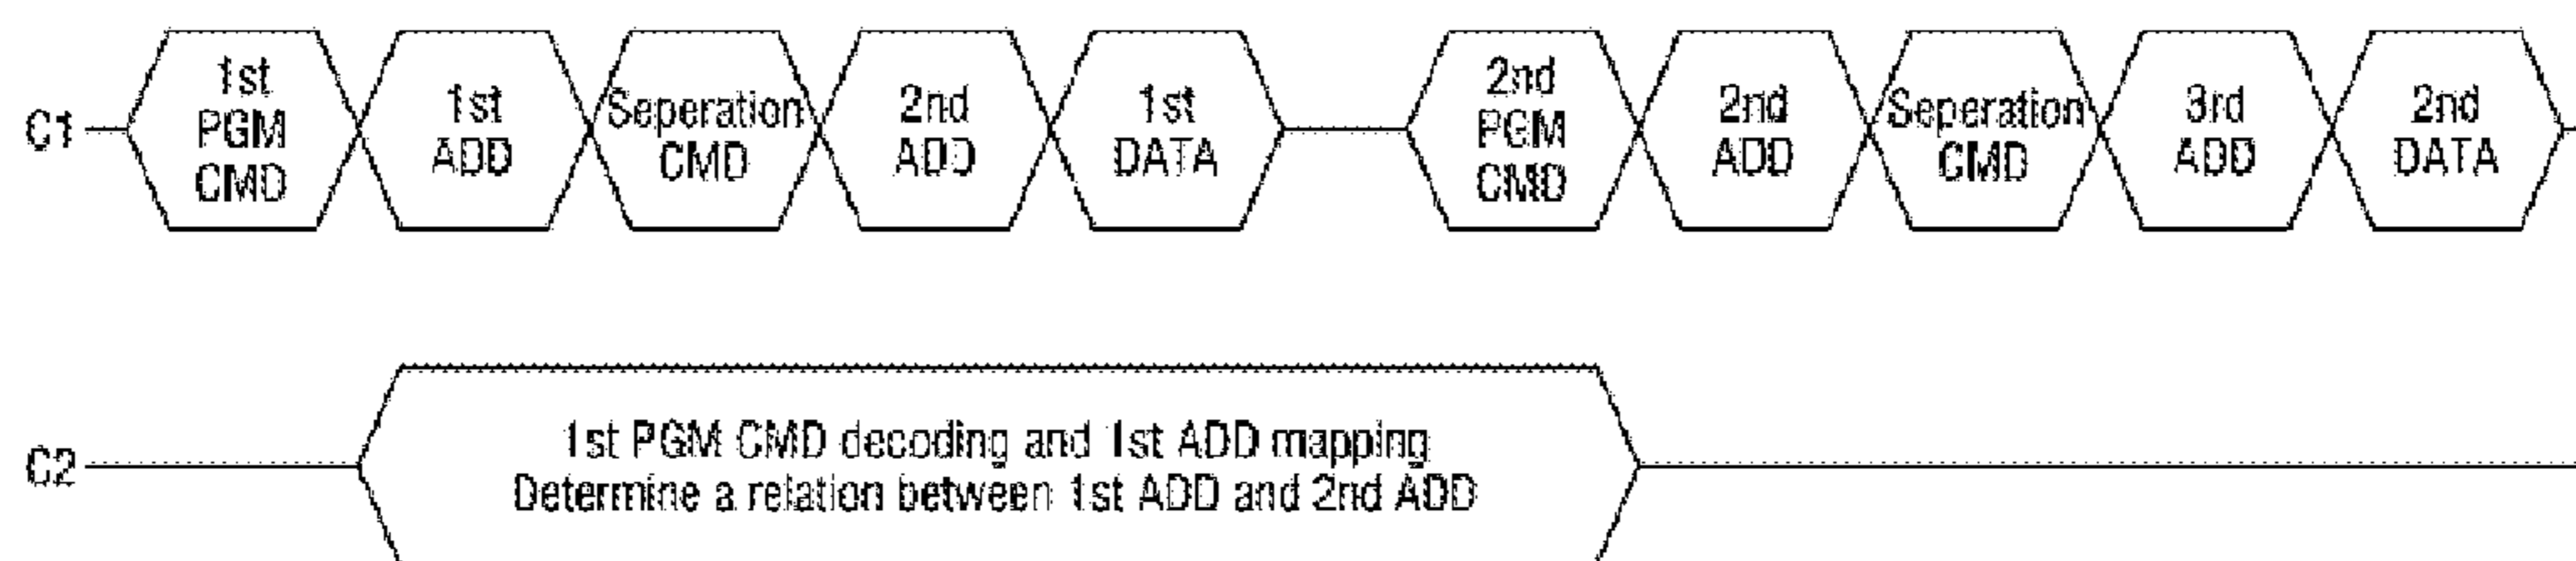 C1
1st
PGM
CMD
1st
ADD
Seperation
CMD
2nd
ADD
1st
DATA
2nd
PGM
CMD
2nd
ADD
Seperation
CMD
3rd
ADD
2nd
DATA
C2
1st PGM CMD decoding and 1st ADD mapping
Determine a relation between 1st ADD and 2nd ADD